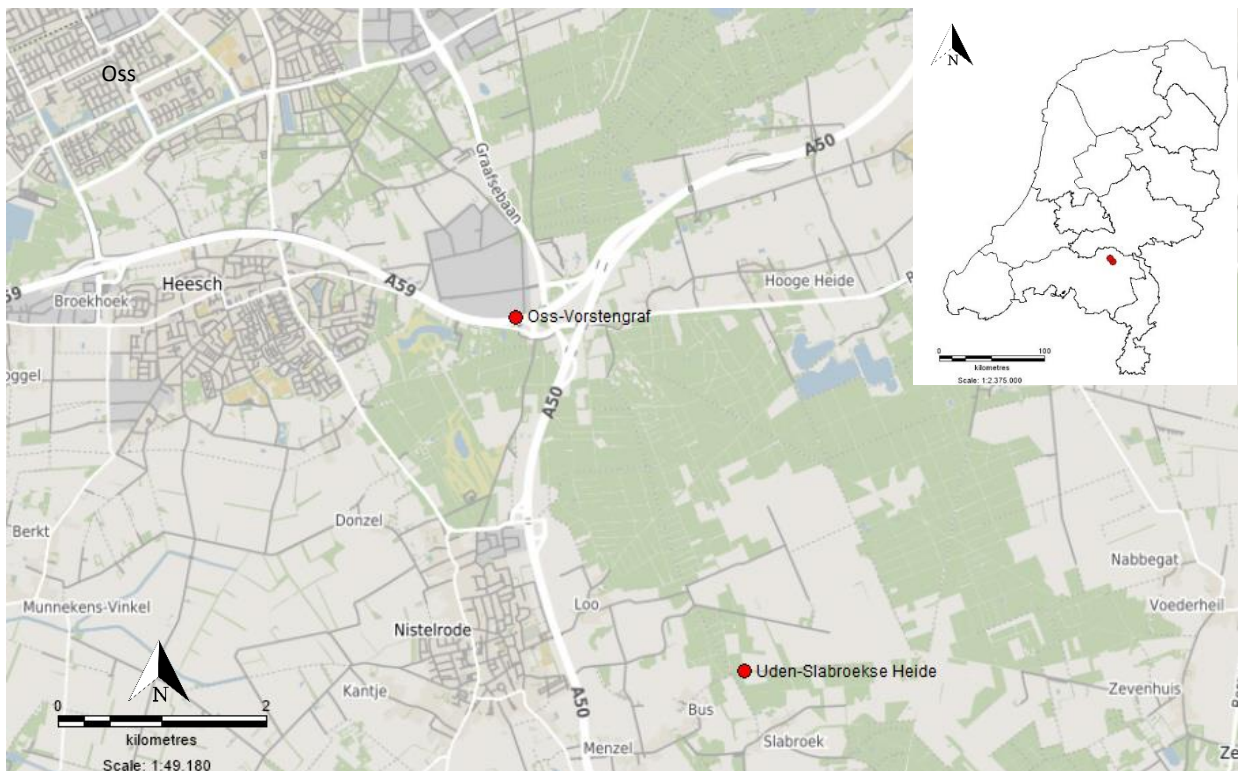 Oss
N
A50
Graafsebaan
Hooge Heide
A59
59
Heesch
Broekhoek
Oss-Vorstengraf
0
100
kilometres
Scale: 1:2.375.000
oggel
A50
Donzel
Berkt
Nabbegat
Munnekens-Vinkel
Loo
Voederheil
Nistelrode
Uden-Slabroekse Heide
N
Kantje
A50
Zevenhuis
Bus
0
2
kilometres
Menzel
Slabroek
Ze
Scale: 1:49.180